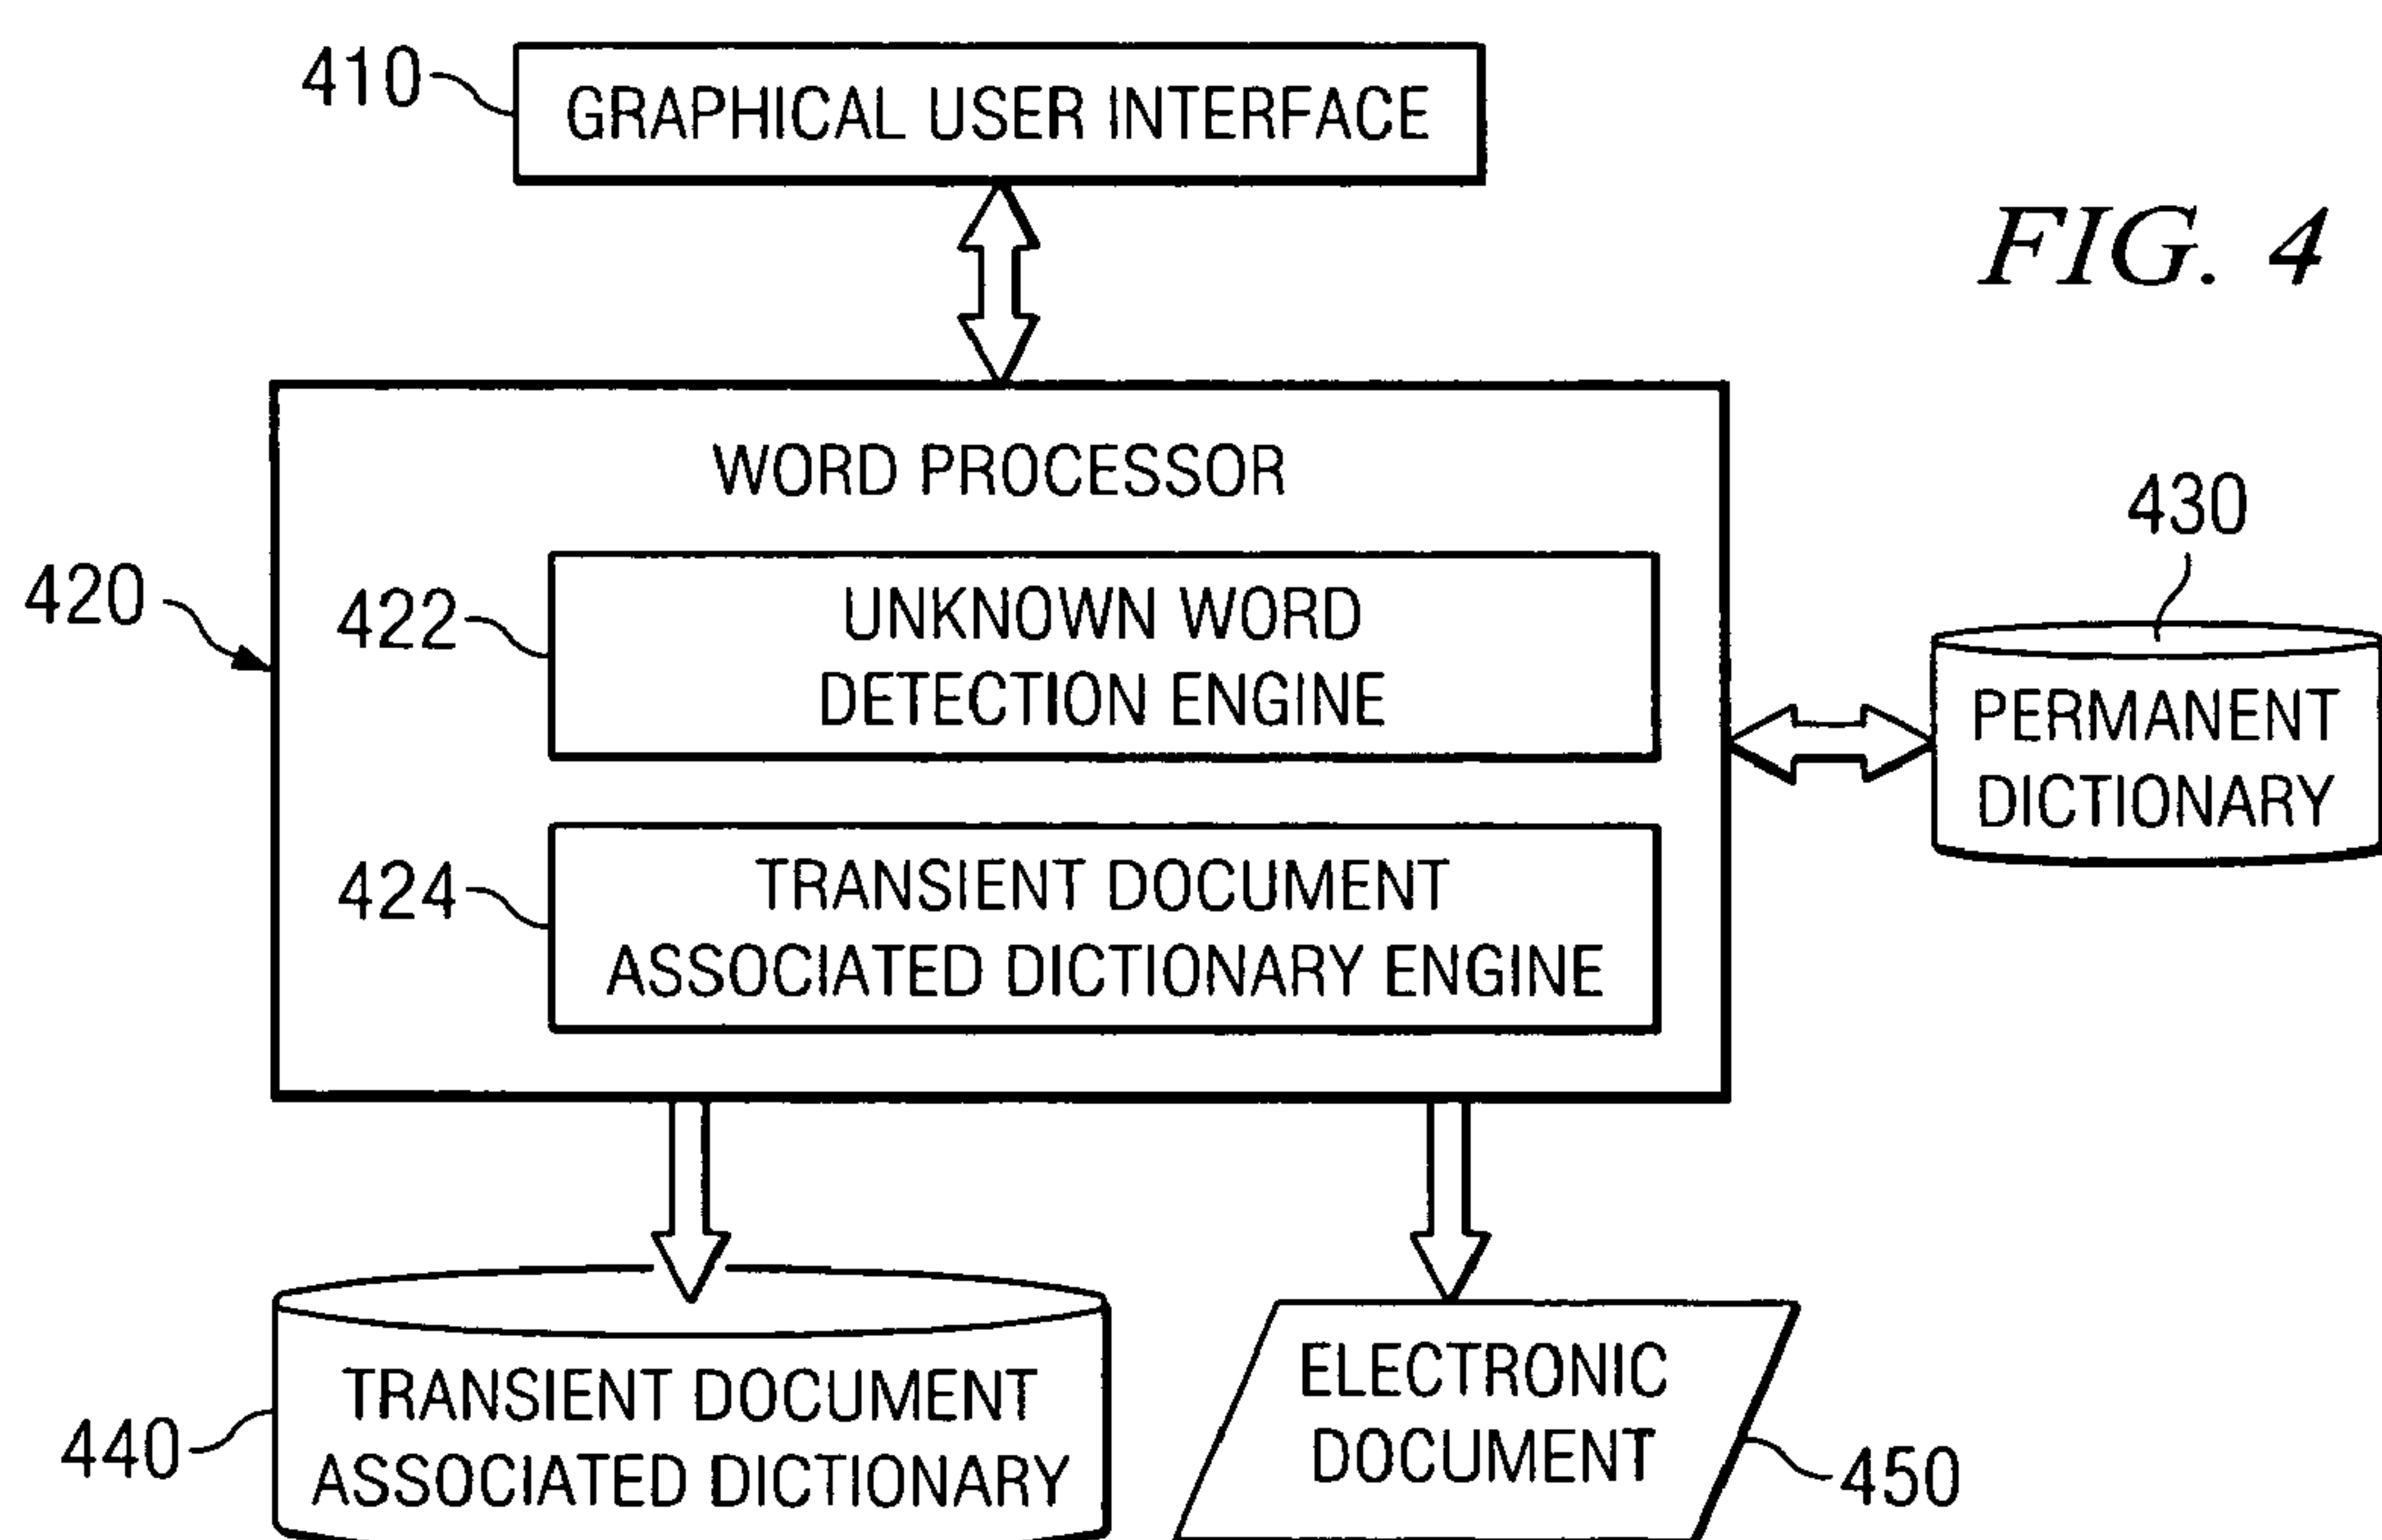 410
GRAPHICAL USER INTERFACE
FIG. 4
WORD PROCESSOR
420
422
UNKNOWN WORD
DETECTION ENGINE
430
PERMANENT
DICTIONARY
424
TRANSIENT DOCUMENT
ASSOCIATED DICTIONARY ENGINE
440
TRANSIENT DOCUMENT
ASSOCIATED DICTIONARY
ELECTRONIC
DOCUMENT
450